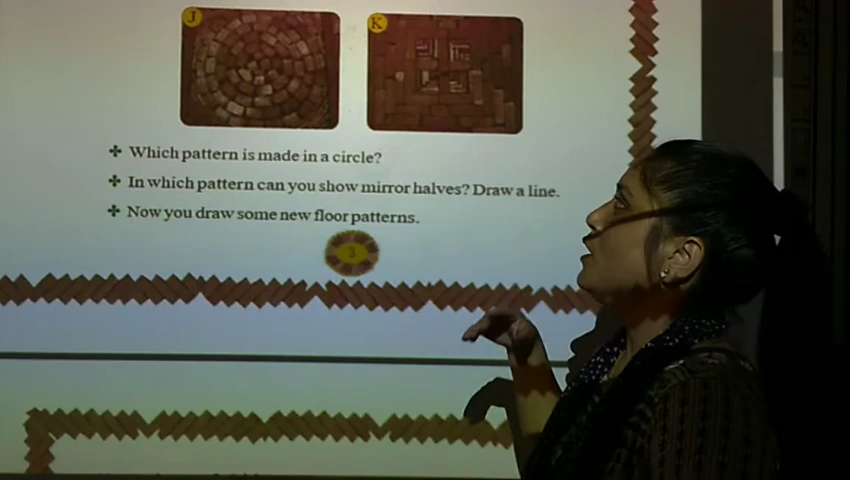 J
K
Which pattern is made in a circle?
In which pattern can you show mirror halves? Draw a line.
Now you draw some new floor patterns.
3